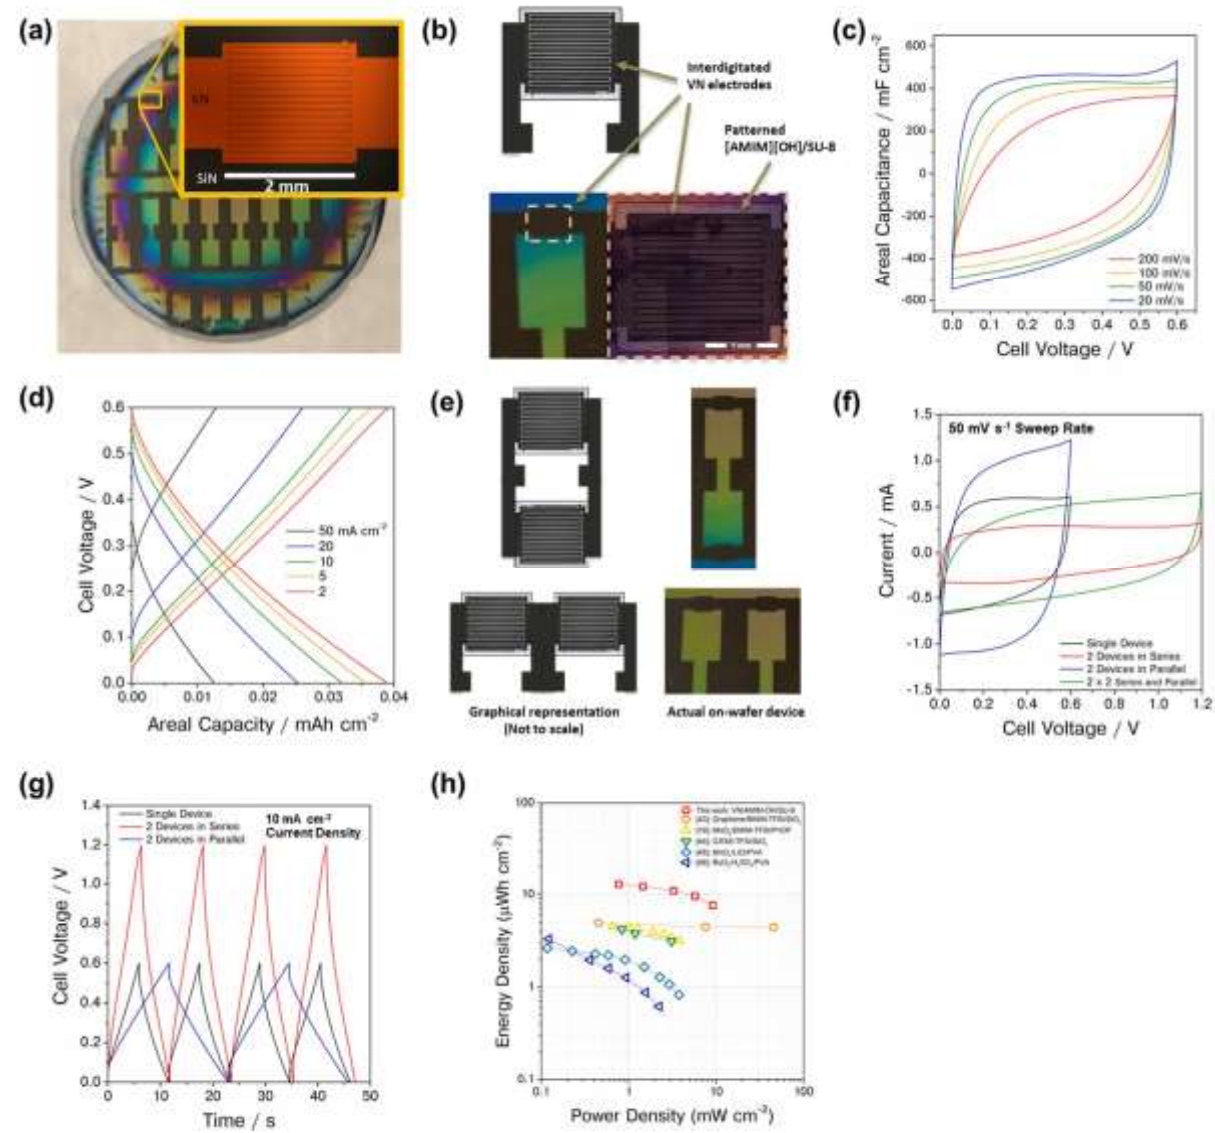 (a)
VN
SiN
2 mm
(b)
Interdigitated
VN electrodes
Patterned
[AMIM][OH]/SU-8
(c)
Areal Capacitance / mF cm⁻²
600
400
200
0
-200
-400
-600
200 mV/s
100 mV/s
50 mV/s
20 mV/s
0.0 0.1 0.2 0.3 0.4 0.5 0.6
Cell Voltage / V
(d)
Cell Voltage / V
0.6
0.5
0.4
0.3
0.2
0.1
0.0
50 mA cm⁻²
20
10
5
2
0.00 0.01 0.02 0.03 0.04
Areal Capacity / mAh cm⁻²
(e)
Graphical representation
(Not to scale)
Actual on-wafer device
(f)
Current / mA
1.5
1.0
0.5
0.0
-0.5
-1.0
-1.5
50 mV s⁻¹ Sweep Rate
Single Device
2 Devices in Series
2 Devices in Parallel
2 x 2 Series and Parallel
0.0 0.2 0.4 0.6 0.8 1.0 1.2
Cell Voltage / V
(g)
Cell Voltage / V
1.4
1.2
1.0
0.8
0.6
0.4
0.2
0.0
Single Device
2 Devices in Series
2 Devices in Parallel
10 mA cm⁻²
Current Density
0 10 20 30 40 50
Time / s
(h)
Energy Density (μWh cm⁻²)
100
10
1
0.1
This work
0.1 1 10 100
Power Density (mW cm⁻²)